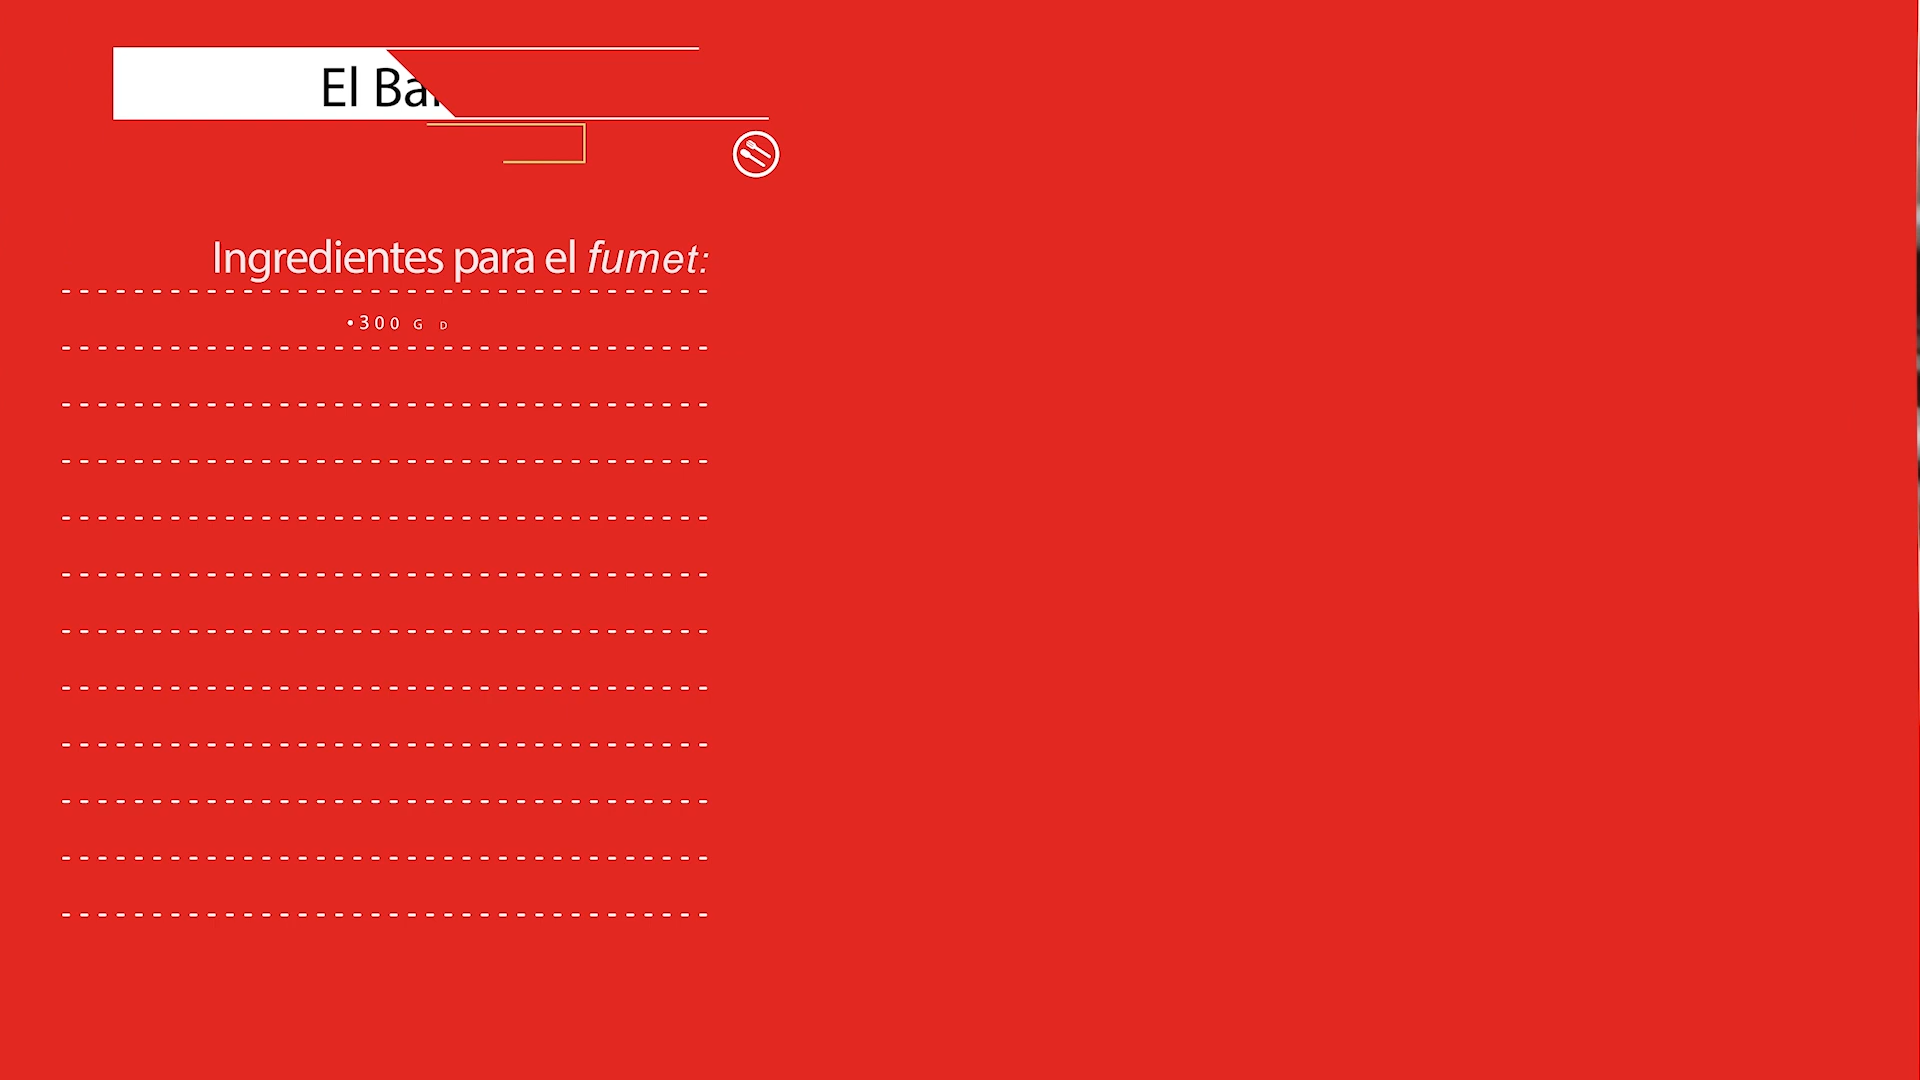 El Ba
Ingredientes para el fumet:
•300 G D